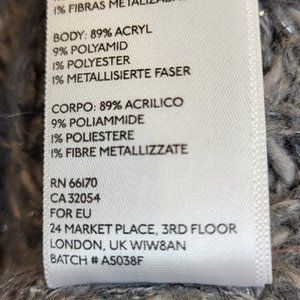 1% FIBRAS METALIZADAS
BODY: 89% ACRYL
9% POLYAMID
1% POLYESTER
1% METALLISIERTE FASER
CORPO: 89% ACRILICO
9% POLIAMMIDE
1% POLIESTERE
1% FIBRE METALLIZZATE
RN 66170
CA 32054
FOR EU
24 MARKET PLACE, 3RD FLOOR
LONDON, UK W1W8AN
BATCH # A5038F